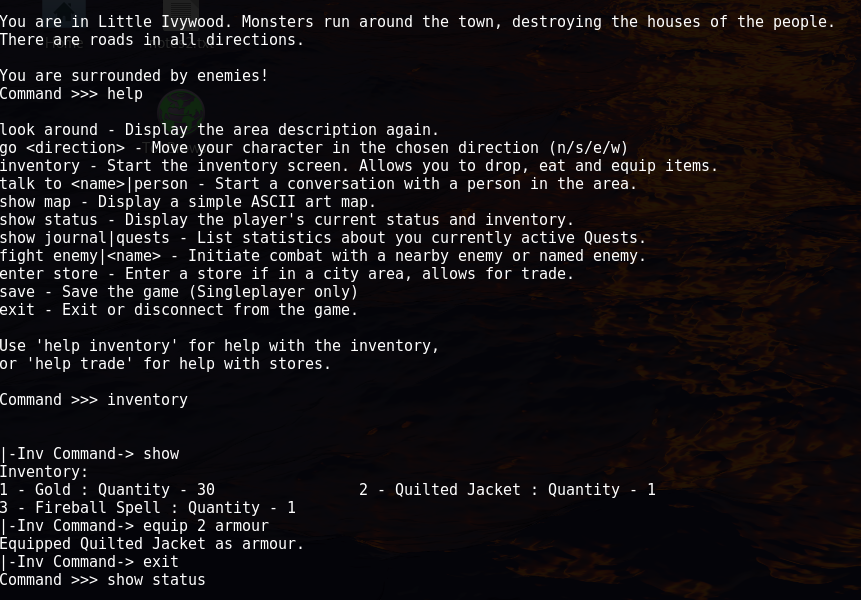 You are in Little Ivywood. Monsters run around the town, destroying the houses of the people.
There are roads in all directions.
You are surrounded by enemies!
Command >>> help
look around - Display the area description again.
go <direction> - Move your character in the chosen direction (n/s/e/w)
inventory - Start the inventory screen. Allows you to drop, eat and equip items.
talk to <name>|person - Start a conversation with a person in the area.
show map - Display a simple ASCII art map.
show status - Display the player's current status and inventory.
show journal|quests - List statistics about you currently active Quests.
fight enemy|<name> - Initiate combat with a nearby enemy or named enemy.
enter store - Enter a store if in a city area, allows for trade.
save - Save the game (Singleplayer only)
exit - Exit or disconnect from the game.
Use 'help inventory' for help with the inventory,
or 'help trade' for help with stores.
Command >>> inventory
|-Inv Command-> show
Inventory:
1 - Gold : Quantity - 30                2 - Quilted Jacket : Quantity - 1
3 - Fireball Spell : Quantity - 1
|-Inv Command-> equip 2 armour
Equipped Quilted Jacket as armour.
|-Inv Command-> exit
Command >>> show status